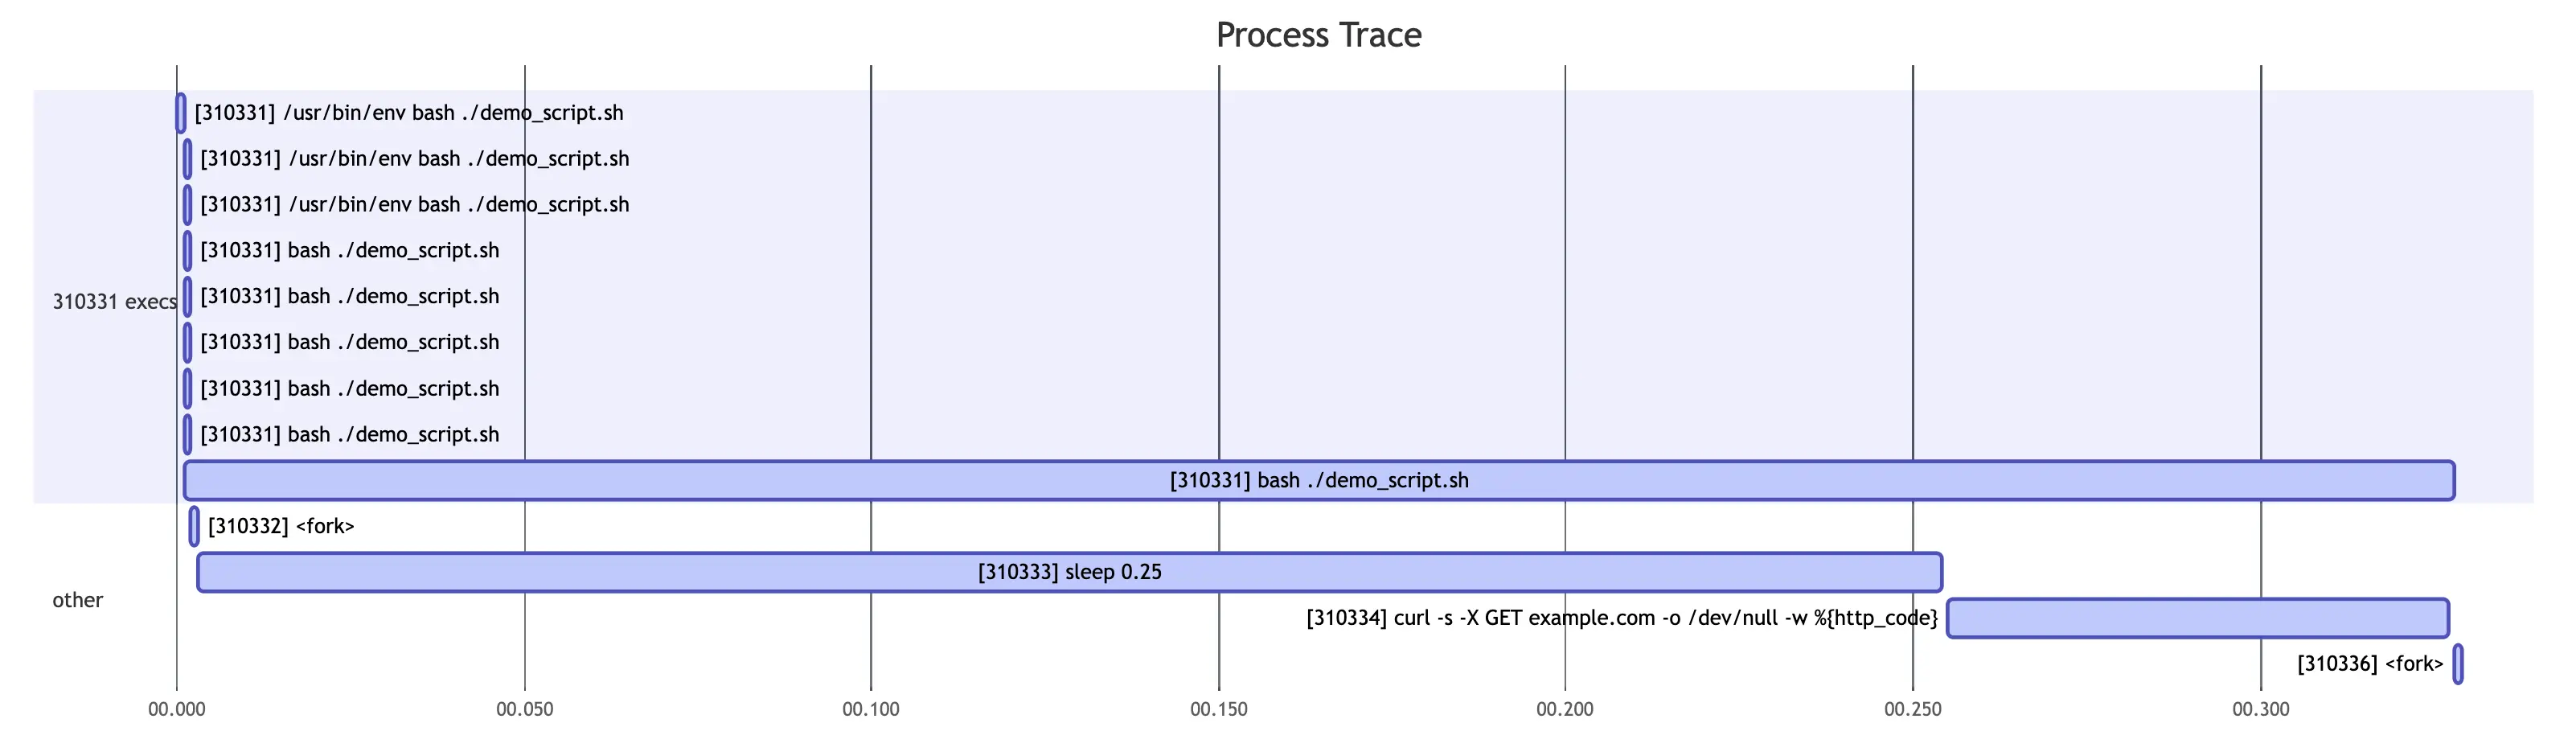 Process Trace
[310331] /usr/bin/env bash ./demo_script.sh
[310331] /usr/bin/env bash ./demo_script.sh
[310331] /usr/bin/env bash ./demo_script.sh
[310331] bash ./demo_script.sh
310331 execs
[310331] bash ./demo_script.sh
[310331] bash ./demo_script.sh
[310331] bash ./demo_script.sh
[310331] bash ./demo_script.sh
[310331] bash ./demo_script.sh
[310332] <fork>
[310333] sleep 0.25
other
[310334] curl -s -X GET example.com -o /dev/null -w %{http_code}
[310336] <fork>
00.000
00.050
00.100
00.150
00.200
00.250
00.300